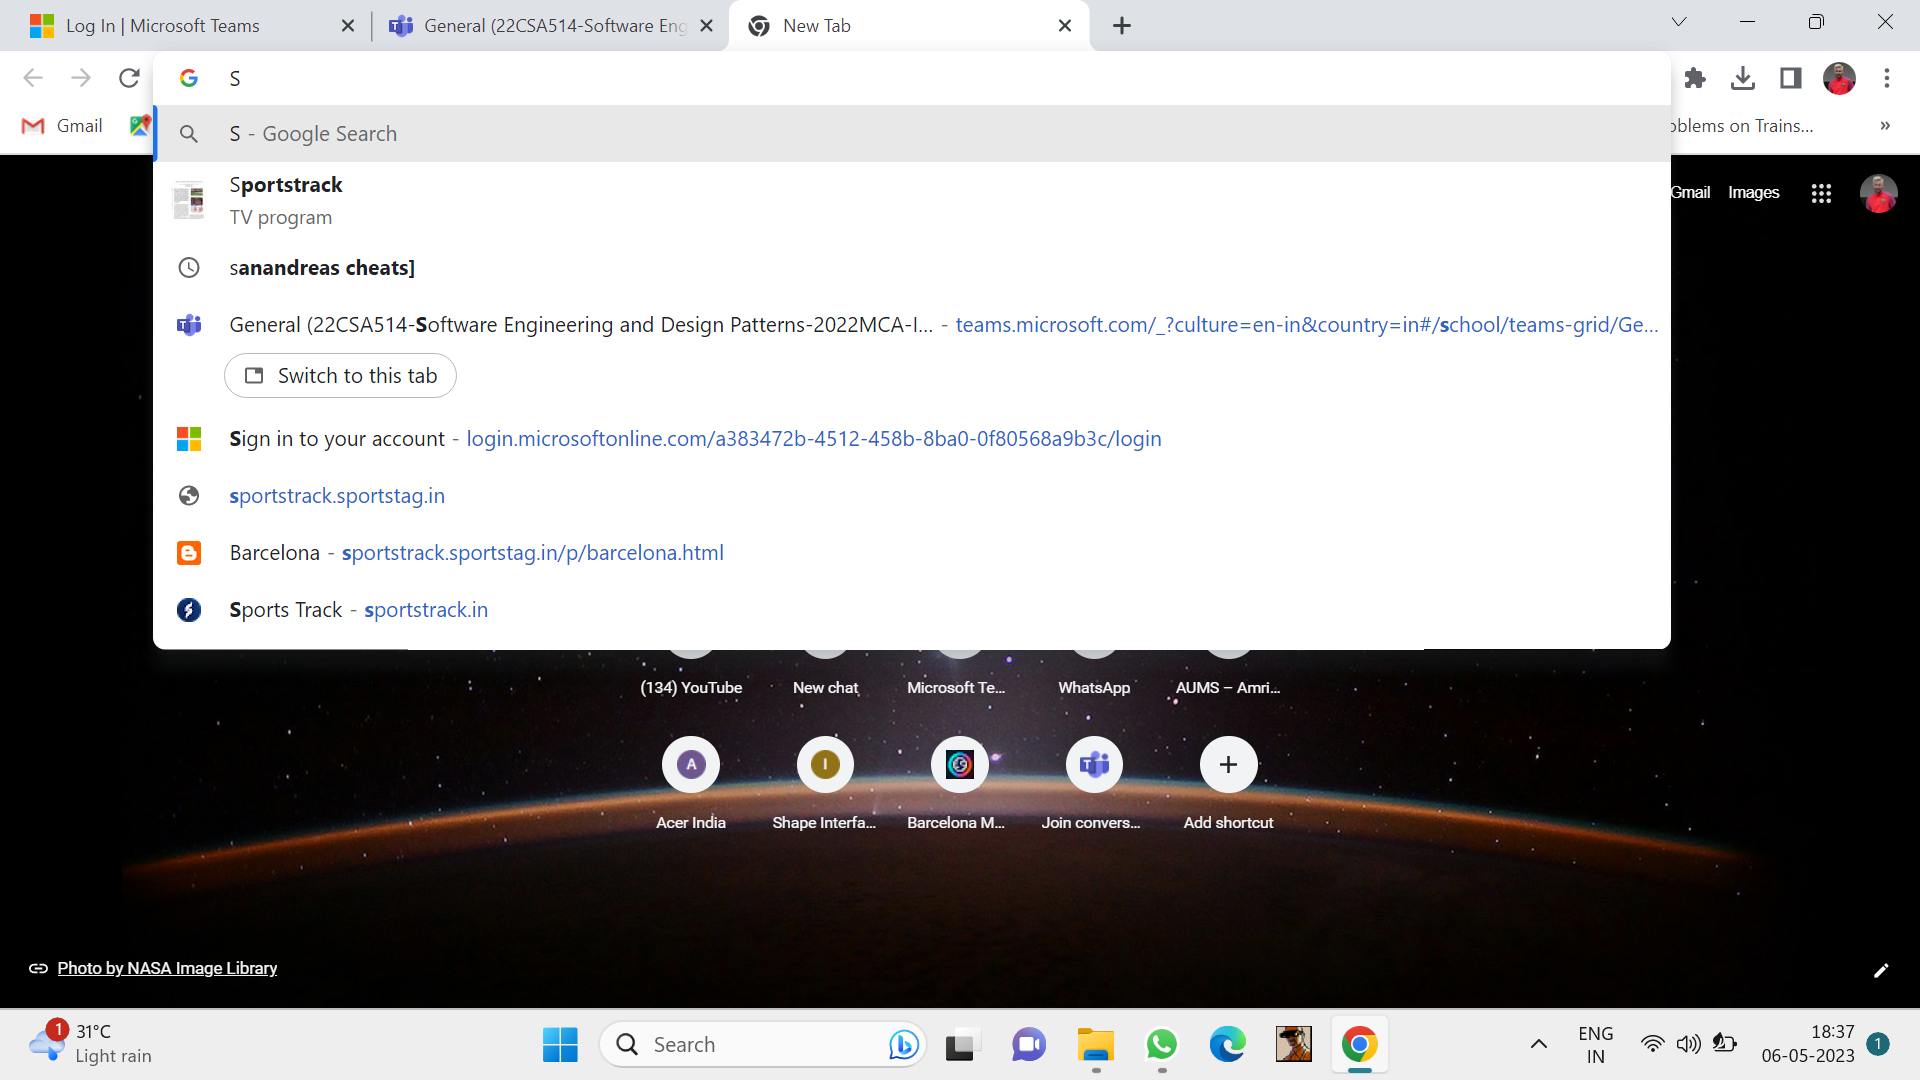 Log In | Microsoft Teams
General (22CSA514-Software Eng
New Tab
S
Gmail
oblems on Trains...
»
S - Google Search
Sportstrack
TV program
sanandreas cheats]
General (22CSA514-Software Engineering and Design Patterns-2022MCA-I... - teams.microsoft.com/_?culture=en-in&country=in#/school/teams-grid/Ge...
Switch to this tab
Sign in to your account - login.microsoftonline.com/a383472b-4512-458b-8ba0-0f80568a9b3c/login
sportstrack.sportstag.in
Barcelona - sportstrack.sportstag.in/p/barcelona.html
Sports Track - sportstrack.in
Gmail Images
(134) YouTube
New chat
Microsoft Te...
WhatsApp
AUMS – Amri...
A
I
Acer India
Shape Interfa...
Barcelona M...
Join convers...
Add shortcut
Photo by NASA Image Library
1
31°C
Light rain
Search
ENG
IN
18:37
06-05-2023
1